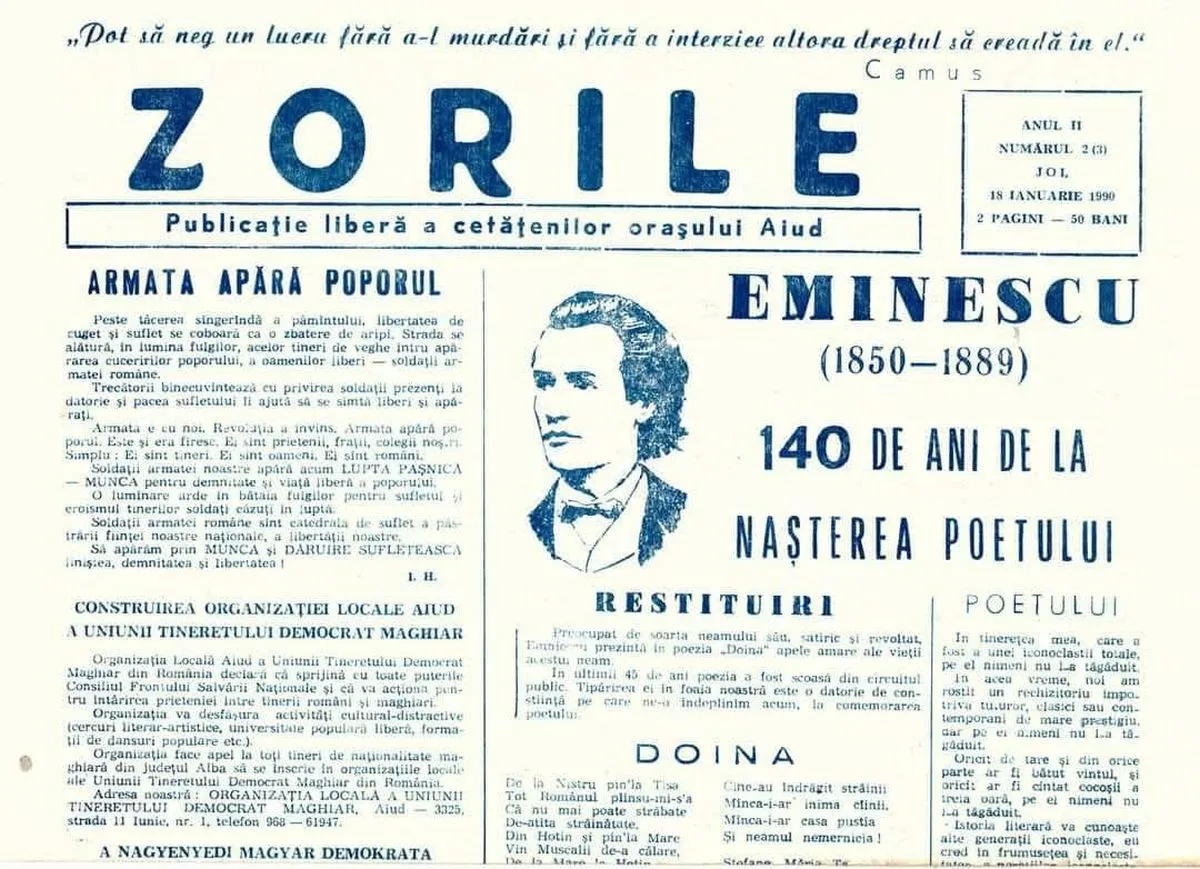 „Pot să neg un lucru fără a-l murdări și fără a interzice altora dreptul să creadă în el.“
Camus
ZORILE
Publicație liberă a cetățenilor orașului Aiud
ANUL II
NUMĂRUL 2 (3)
JOI,
18 IANUARIE 1990
2 PAGINI — 50 BANI
ARMATA APĂRĂ POPORUL
Peste tăcerea sîngerîndă a pămîntului, libertatea de
cuget și suflet se coboară ca o zbatere de aripi. Strada se
alătură, în lumina fulgilor, acelor tineri de veghe întru apă-
rarea cuceririlor poporului, a oamenilor liberi — soldații ar-
matei române.
Trecătorii binecuvîntează cu privirea soldații prezenți la
datorie și pacea sufletului îi ajută să se simtă liberi și apă-
rați.
Armata e cu noi. Revoluția a învins. Armata apără po-
porul. Este și era firesc. Ei sînt prietenii, frații, colegii noștri.
Simplu: Ei sînt tineri. Ei sînt oameni. Ei sînt români.
Soldații armatei noastre apără acum LUPTA PAȘNICA
— MUNCA pentru demnitate și viață liberă a poporului.
O luminare arde în bătaia fulgilor pentru sufletul și
eroismul tinerilor soldați căzuți în luptă.
Soldații armatei române sînt catedrala de suflet a păs-
trării ființei noastre naționale, a libertății noastre.
Să apărăm prin MUNCA și DARUIRE SUFLETEASCA
liniștea, demnitatea și libertatea!
I. H.
CONSTRUIREA ORGANIZAȚIEI LOCALE AIUD
A UNIUNII TINERETULUI DEMOCRAT MAGHIAR
Organizația Locală Aiud a Uniunii Tineretului Democrat
Maghiar din România declară că sprijină cu toate puterile
Consiliul Frontului Salvării Naționale și că va acționa pen-
tru întărirea prieteniei între tinerii români și maghiari.
Organizația va desfășura activități cultural-distractive
(cercuri literar-artistice, universitate populară liberă, forma-
ții de dansuri populare etc.).
Organizația face apel la toți tineri de naționalitate ma-
ghiară din județul Alba să se înscrie în organizațiile locale
ale Uniunii Tineretului Democrat Maghiar din România.
Adresa noastră: ORGANIZAȚIA LOCALĂ A UNIUNII
TINERETULUI DEMOCRAT MAGHIAR, Aiud — 3325,
strada 11 Iunie, nr. 1, telefon 968 — 61947.
A NAGYENYEDI MAGYAR DEMOKRATA
EMINESCU
(1850—1889)
140 DE ANI DE LA
NAȘTEREA POETULUI
RESTITUIRI
Preocupat de soarta neamului său, satiric și revoltat,
Eminescu prezintă în poezia „Doina“ apele amare ale vieții
acestui neam.
În ultimii 45 de ani poezia a fost scoasă din circuitul
public. Tipărirea ei în foaia noastră este o datorie de con-
știință pe care ne-o îndeplinim acum, la comemorarea
poetului.
DOINA
De la Nistru pin'la Tisa
Tot Românul plînsu-mi-s'a
Că nu mai poate străbate
De-atîta străinătate,
Din Hotin și pin'la Mare
Vin Muscalii de-a călare,
De la Mare la Hotin
Cine-au îndrăgit străinii
Mînca-i-ar inima cîinii,
Mînca-i-ar casa pustia
Și neamul nemernicia!
Ștefane, Măria Ta
POETULUI
În tinerețea mea, care a
fost a unei iconoclastii totale,
pe el nimeni nu l-a tăgăduit.
În acea vreme, noi am
rostit un rechizitoriu împo-
triva tuturor, clasici sau con-
temporani de mare prestigiu,
dar pe el nimeni nu l-a tă-
găduit.
Oricît de tare și din orice
parte ar fi bătut vîntul, și
oricît ar fi cîntat cocoșii a
treia oară, pe el nimeni nu
l-a tăgăduit.
Istoria literară va cunoaște
alte generații iconoclaste, eu
cred în frumusețea și necesi-